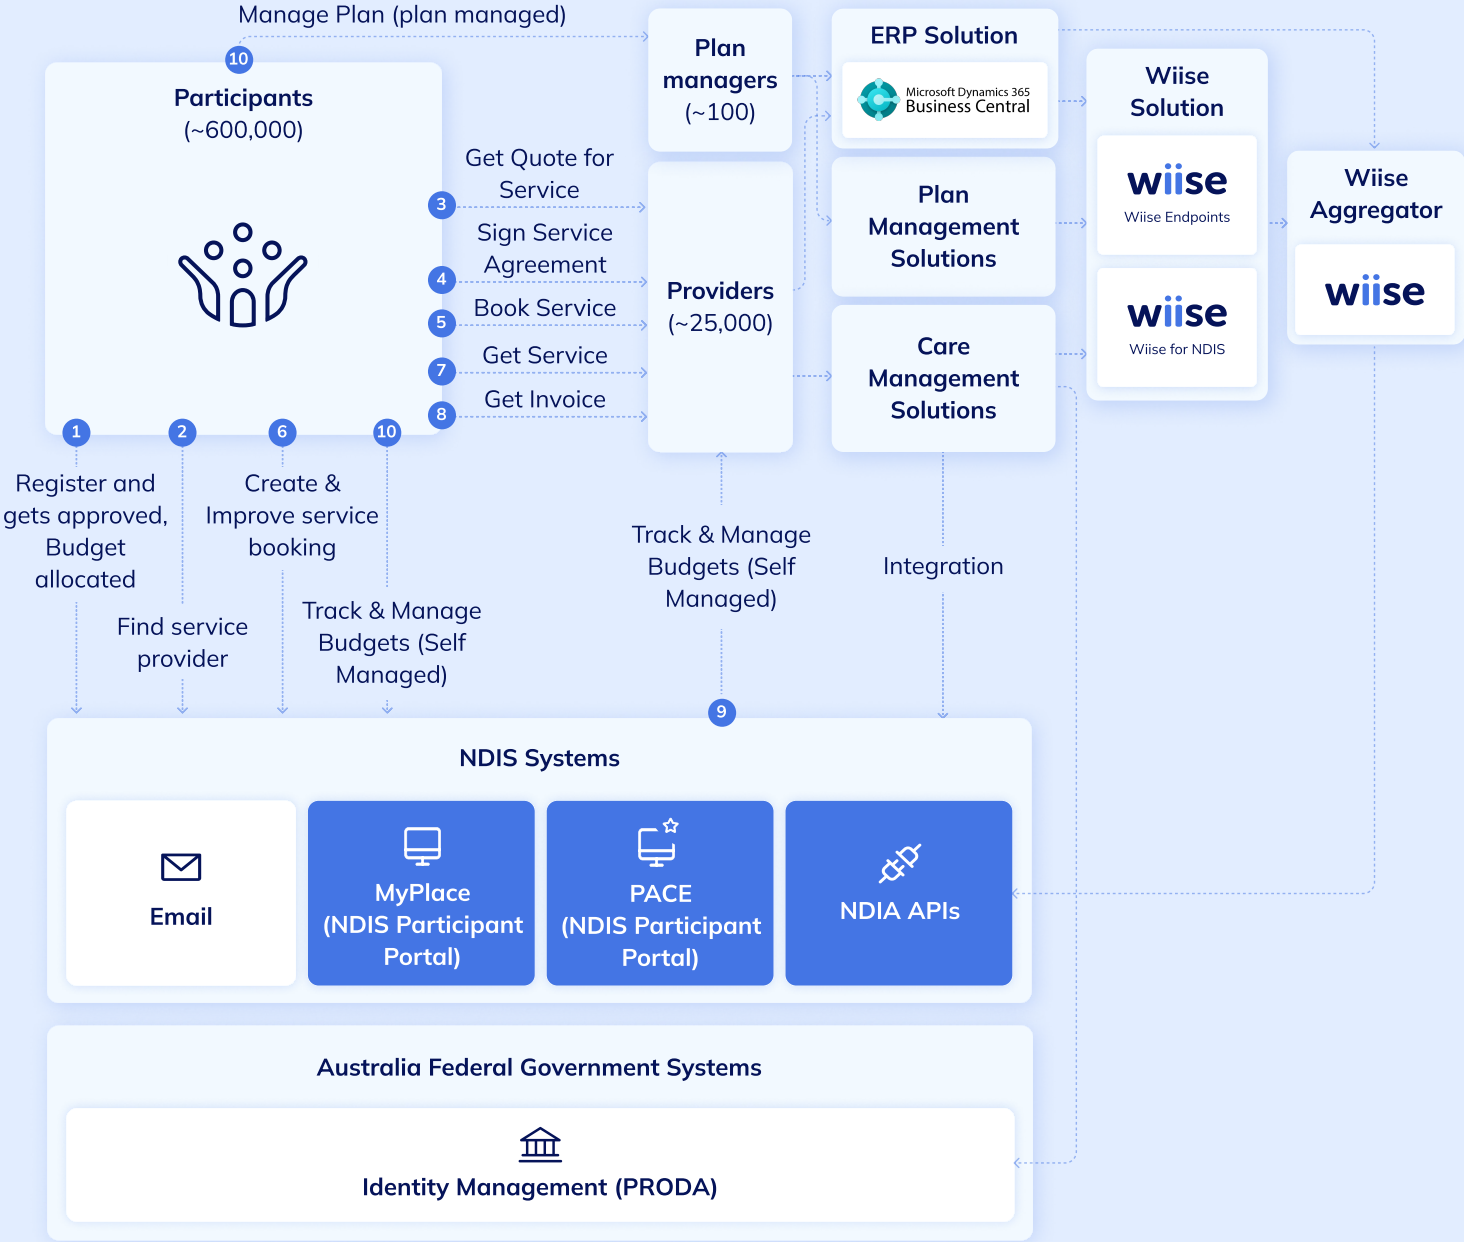 Manage Plan (plan managed)
10
Participants
(~600,000)
Get Quote for
Service
3
Sign Service
Agreement
4
Book Service
5
Get Service
7
Get Invoice
8
Plan
managers
(~100)
Providers
(~25,000)
ERP Solution
Microsoft Dynamics 365
Business Central
Plan
Management
Solutions
Care
Management
Solutions
Wiise
Solution
wiise
Wiise Endpoints
wiise
Wiise for NDIS
Wiise
Aggregator
wiise
1
2
6
10
Register and
gets approved,
Budget
allocated
Find service
provider
Create &
Improve service
booking
Track & Manage
Budgets (Self
Managed)
Track & Manage
Budgets (Self
Managed)
9
Integration
NDIS Systems
Email
MyPlace
(NDIS Participant
Portal)
PACE
(NDIS Participant
Portal)
NDIA APIs
Australia Federal Government Systems
Identity Management (PRODA)